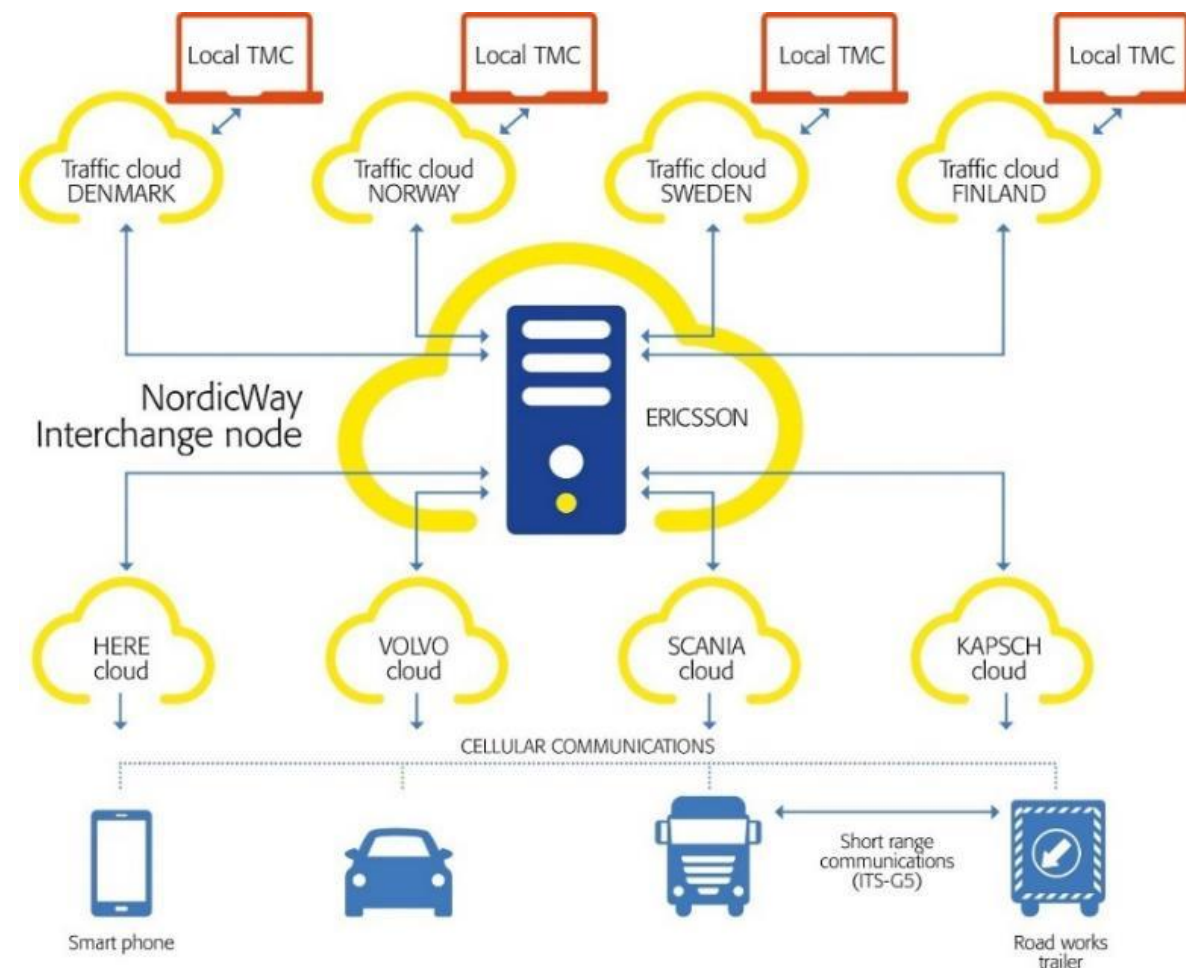 Local TMC
Local TMC
Local TMC
Local TMC
Traffic cloud
DENMARK
Traffic cloud
NORWAY
Traffic cloud
SWEDEN
Traffic cloud
FINLAND
NordicWay
Interchange node
ERICSSON
HERE
cloud
VOLVO
cloud
SCANIA
cloud
KAPSCH
cloud
CELLULAR COMMUNICATIONS
Short range
communications
(ITS-G5)
Smart phone
Road works
trailer